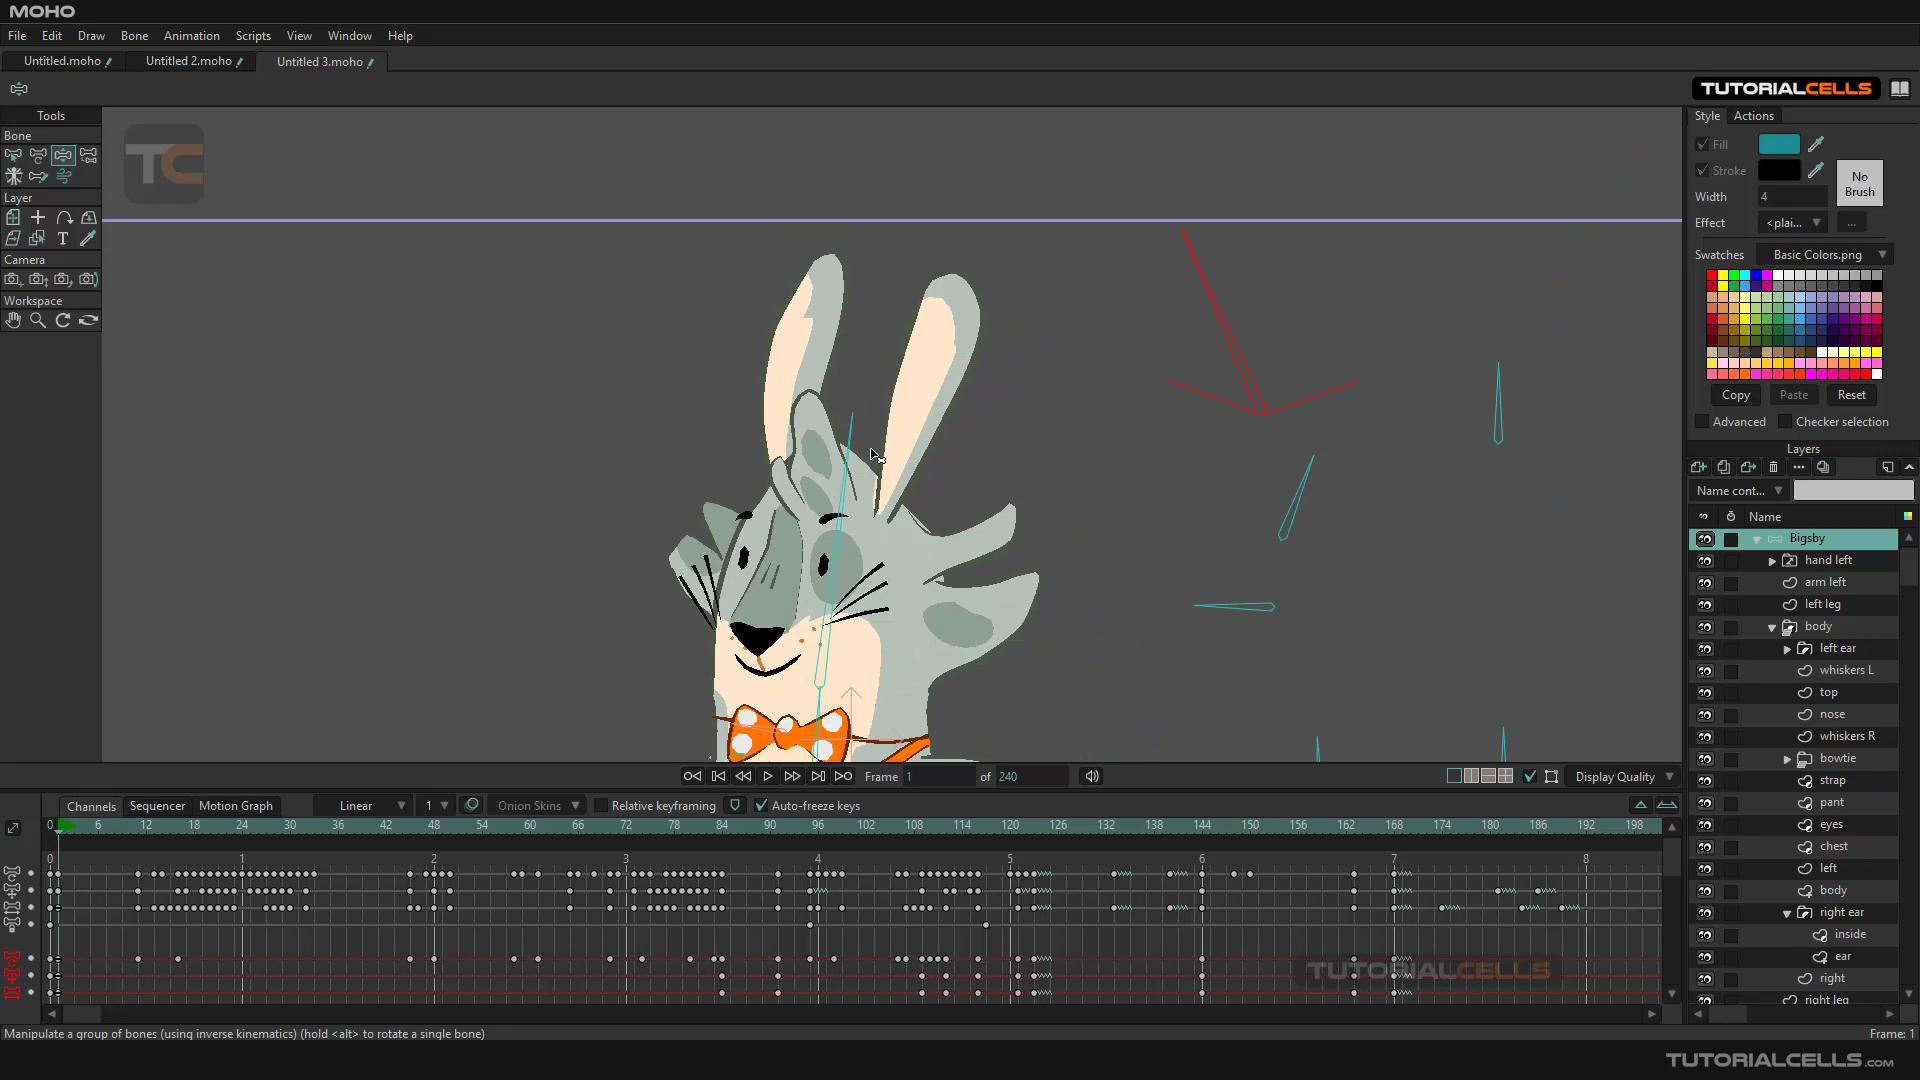 MOHO
File Edit Draw Bone Animation Scripts View Window Help
Untitled.moho Untitled 2.moho Untitled 3.moho
TUTORIALCELLS
Tools
Bone
Layer
T
Camera
Workspace
TC
Style Actions
Fill
Stroke
No Brush
Width 4
Effect <plai... ...
Swatches Basic Colors.png
Copy Paste Reset
Advanced Checker selection
Layers
Name cont...
Name
Bigsby
hand left
arm left
left leg
body
left ear
whiskers L
top
nose
whiskers R
bowtie
strap
pant
eyes
chest
left
body
right ear
inside
ear
right
right leg
Frame 1 of 240 Display Quality
Channels Sequencer Motion Graph Linear 1 Onion Skins Relative keyframing Auto-freeze keys
0 6 12 18 24 30 36 42 48 54 60 66 72 78 84 90 96 102 108 114 120 126 132 138 144 150 156 162 168 174 180 186 192 198
0 1 2 3 4 5 6 7 8
TUTORIALCELLS
Manipulate a group of bones (using inverse kinematics) (hold <alt> to rotate a single bone) Frame: 1
TUTORIALCELLS.COM